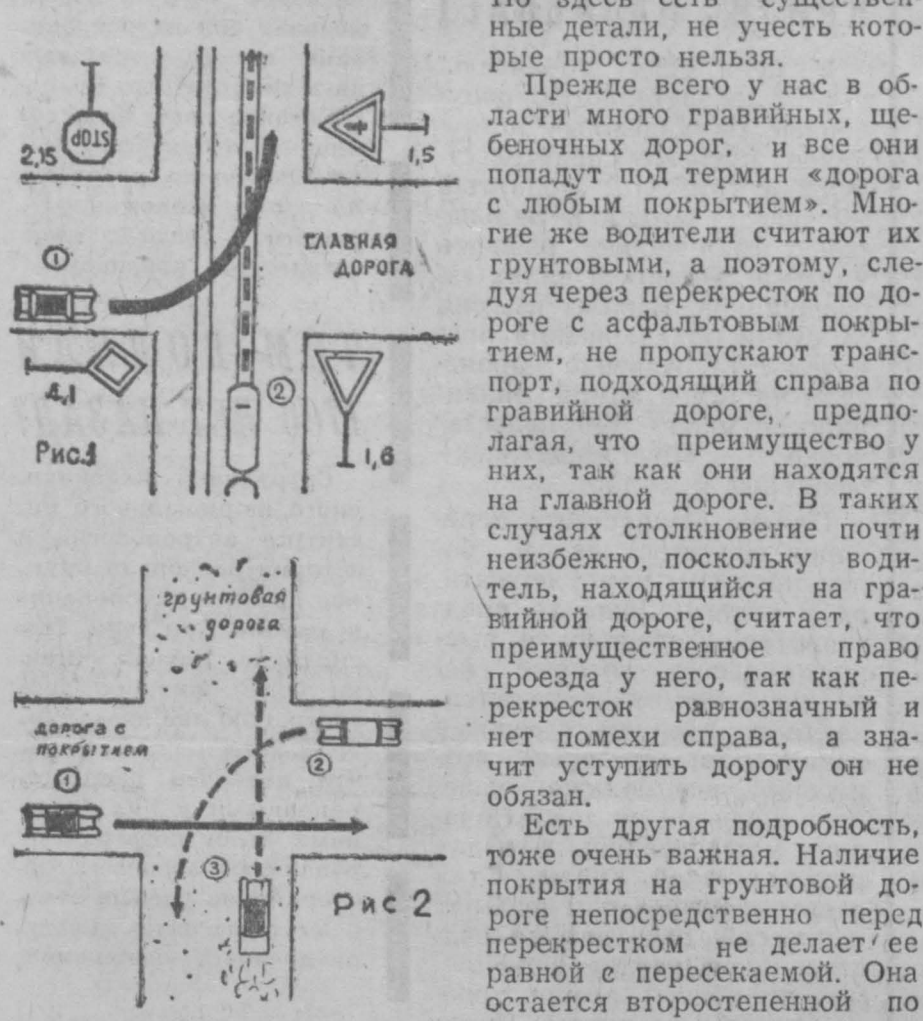 STOP
2,15
1,5
①
ГЛАВНАЯ
ДОРОГА
②
Д,1
Рис.1
1,6
грунтовая
дорога
дорога с
покрытием
①
②
③
Рис 2
По здесь есть существен-
ные детали, не учесть кото-
рые просто нельзя.
Прежде всего у нас в об-
ласти много гравийных, ще-
беночных дорог, и все они
попадут под термин «дорога
с любым покрытием». Мно-
гие же водители считают их
грунтовыми, а поэтому, сле-
дуя через перекресток по до-
роге с асфальтовым покры-
тием, не пропускают транс-
порт, подходящий справа по
гравийной дороге, предпо-
лагая, что преимущество у
них, так как они находятся
на главной дороге. В таких
случаях столкновение почти
неизбежно, поскольку води-
тель, находящийся на гра-
вийной дороге, считает, что
преимущественное право
проезда у него, так как пе-
рекресток равнозначный и
нет помехи справа, а зна-
чит уступить дорогу он не
обязан.
Есть другая подробность,
тоже очень важная. Наличие
покрытия на грунтовой до-
роге непосредственно перед
перекрестком не делает ее
равной с пересекаемой. Она
остается второстепенной по